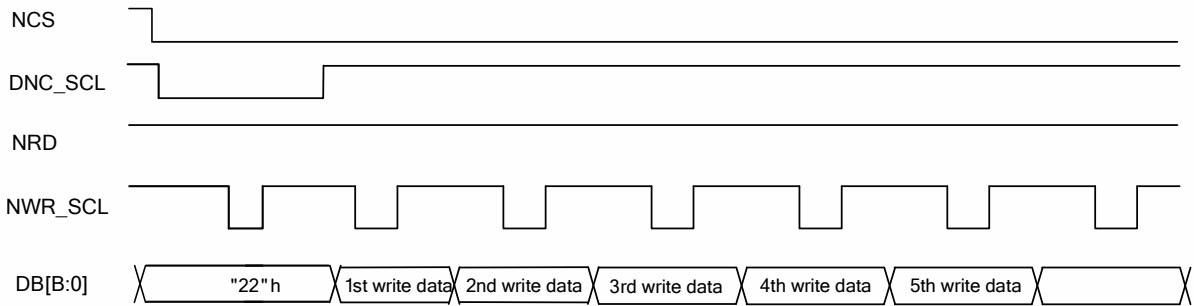 NCS
DNC_SCL
NRD
NWR_SCL
DB[B:0] "22"h 1st write data 2nd write data 3rd write data 4th write data 5th write data